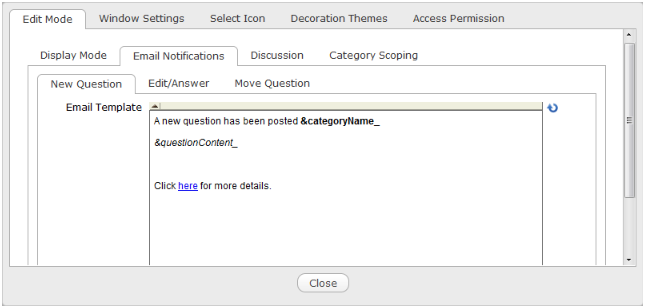 Edit Mode Window Settings Select Icon Decoration Themes Access Permission
Display Mode Email Notifications Discussion Category Scoping
New Question Edit/Answer Move Question
Email Template
A new question has been posted &categoryName_
&questionContent_
Click here for more details.
Close